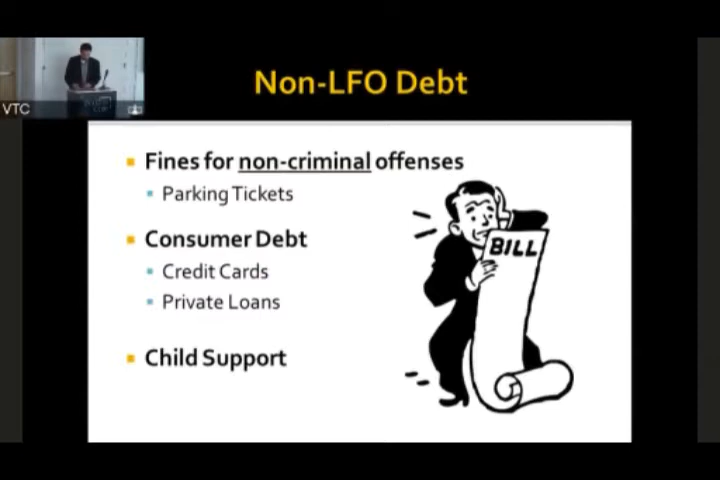 Non-LFO Debt
VTC
Fines for non-criminal offenses
Parking Tickets
Consumer Debt
Credit Cards
Private Loans
Child Support
BILL